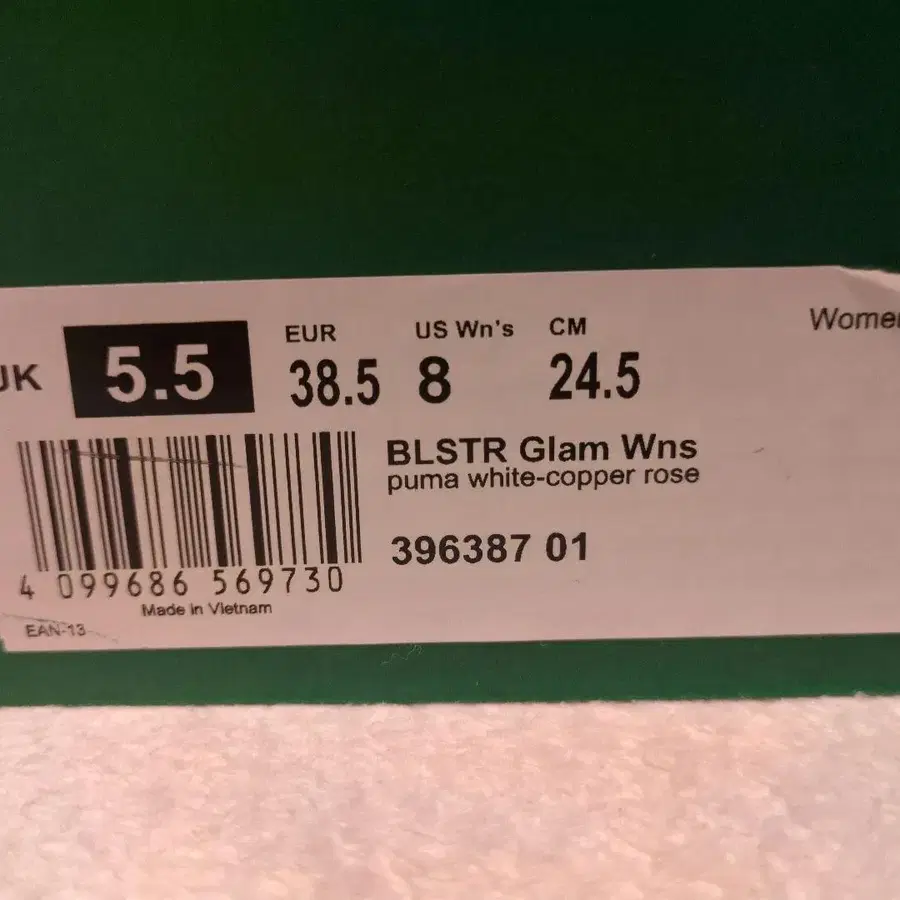 UK 5.5
EUR 38.5
US Wn's 8
CM 24.5
BLSTR Glam Wns
puma white-copper rose
396387 01
4 099686 569730
Made in Vietnam
EAN-13